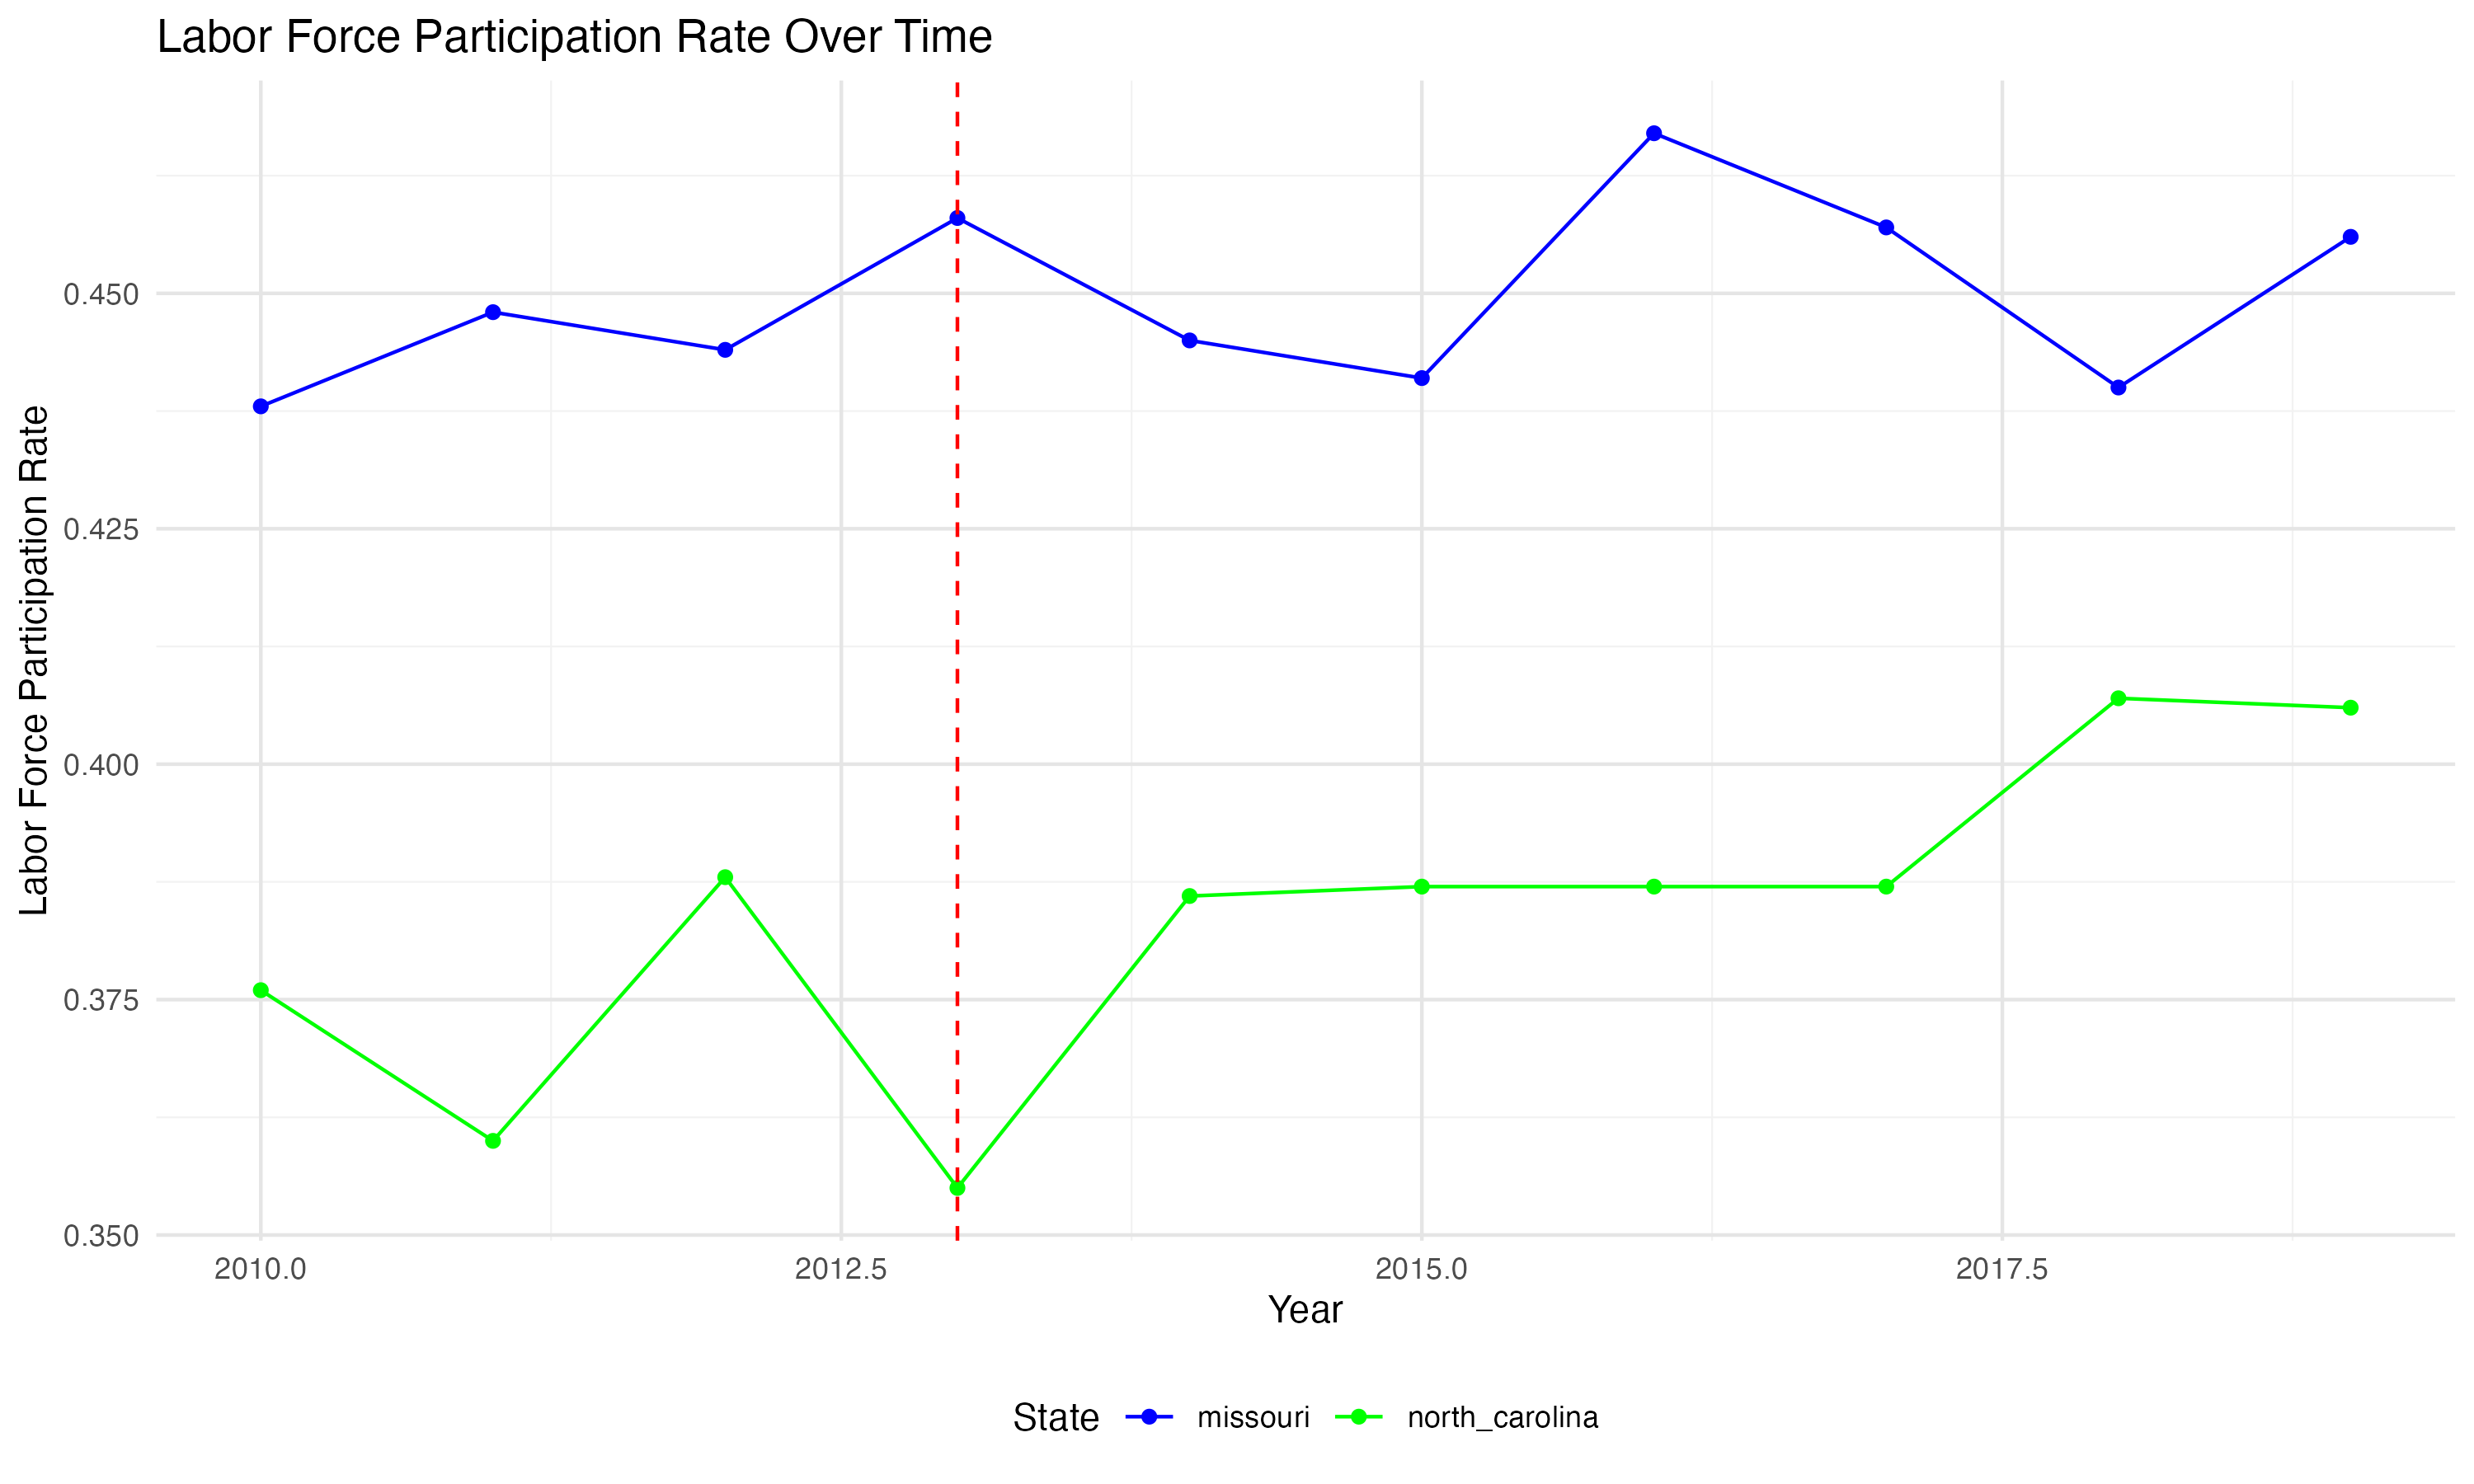 Labor Force Participation Rate Over Time
Labor Force Participation Rate
0.450
0.425
0.400
0.375
0.350
2010.0 2012.5 2015.0 2017.5
Year
State missouri north_carolina